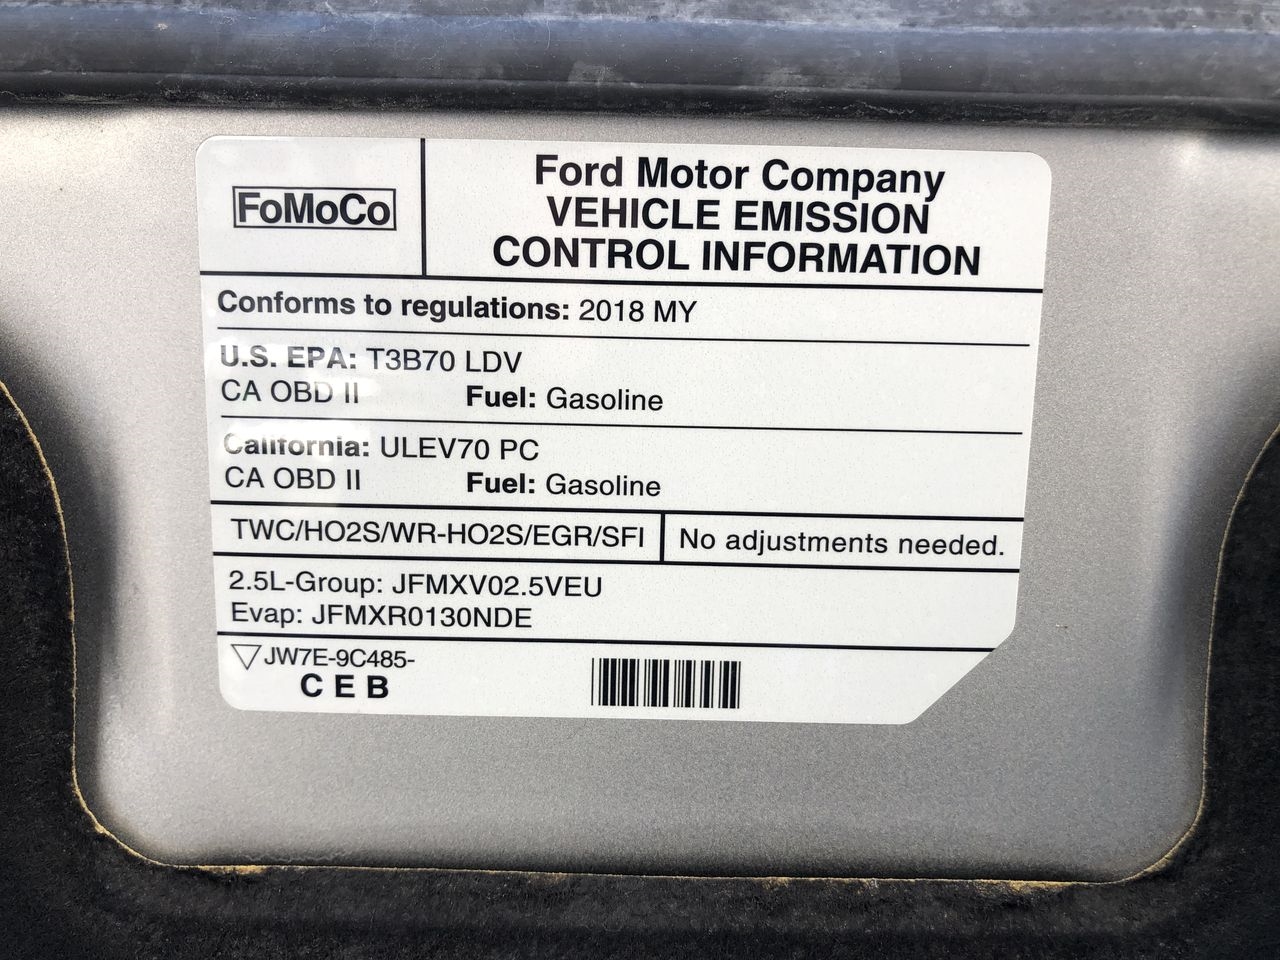 FoMoCo
Ford Motor Company
VEHICLE EMISSION
CONTROL INFORMATION
Conforms to regulations: 2018 MY
U.S. EPA: T3B70 LDV
CA OBD II Fuel: Gasoline
California: ULEV70 PC
CA OBD II Fuel: Gasoline
TWC/HO2S/WR-HO2S/EGR/SFI No adjustments needed.
2.5L-Group: JFMXV02.5VEU
Evap: JFMXR0130NDE
JW7E-9C485-
C E B